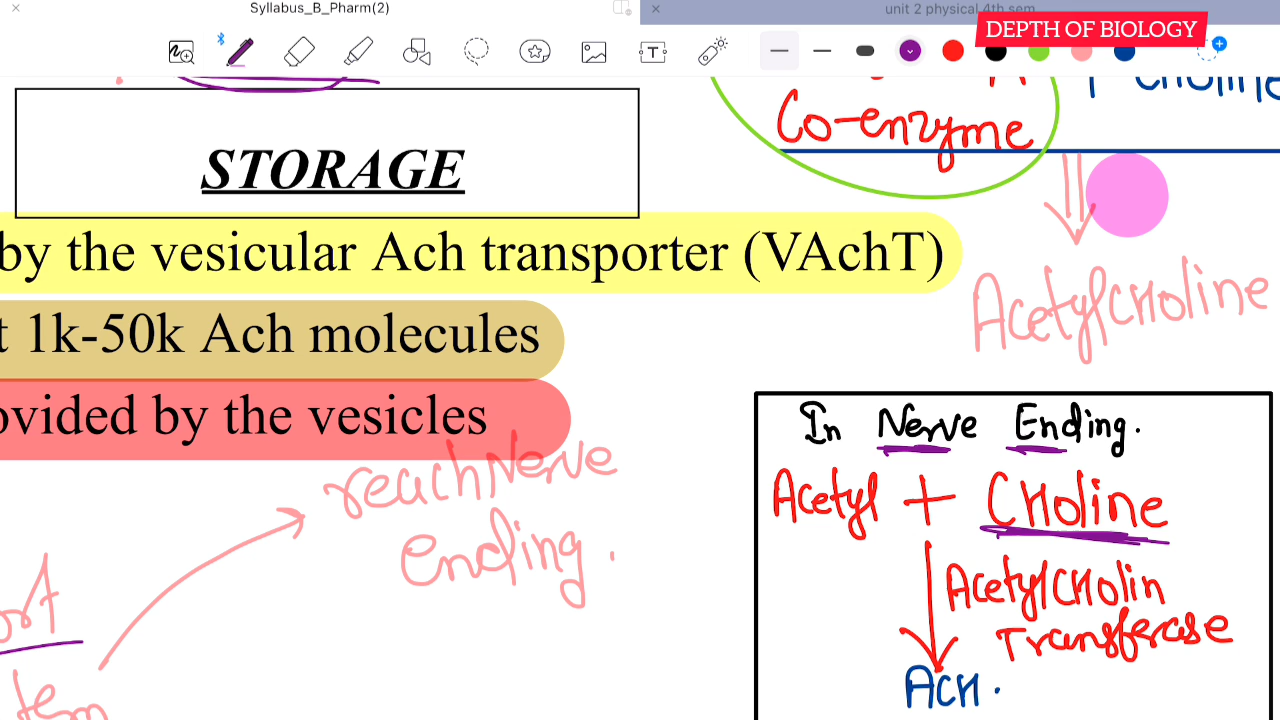 Syllabus_B_Pharm(2)
unit 2 physical 4th sem
DEPTH OF BIOLOGY
STORAGE
by the vesicular Ach transporter (VAchT)
t 1k-50k Ach molecules
ovided by the vesicles
reach Nerve
Ending.
ort
tem
Co-enzyme
choline
AcetylCHoline
In Nerve Ending.
Acetyl + CHoline
AcetylCHolin
Transferase
ACH.